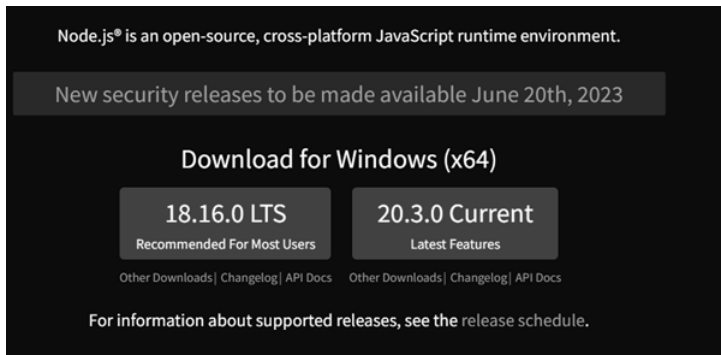 Node.js® is an open-source, cross-platform JavaScript runtime environment.
New security releases to be made available June 20th, 2023
Download for Windows (x64)
18.16.0 LTS
Recommended For Most Users
20.3.0 Current
Latest Features
Other Downloads| Changelog| API Docs
Other Downloads| Changelog| API Docs
For information about supported releases, see the release schedule.